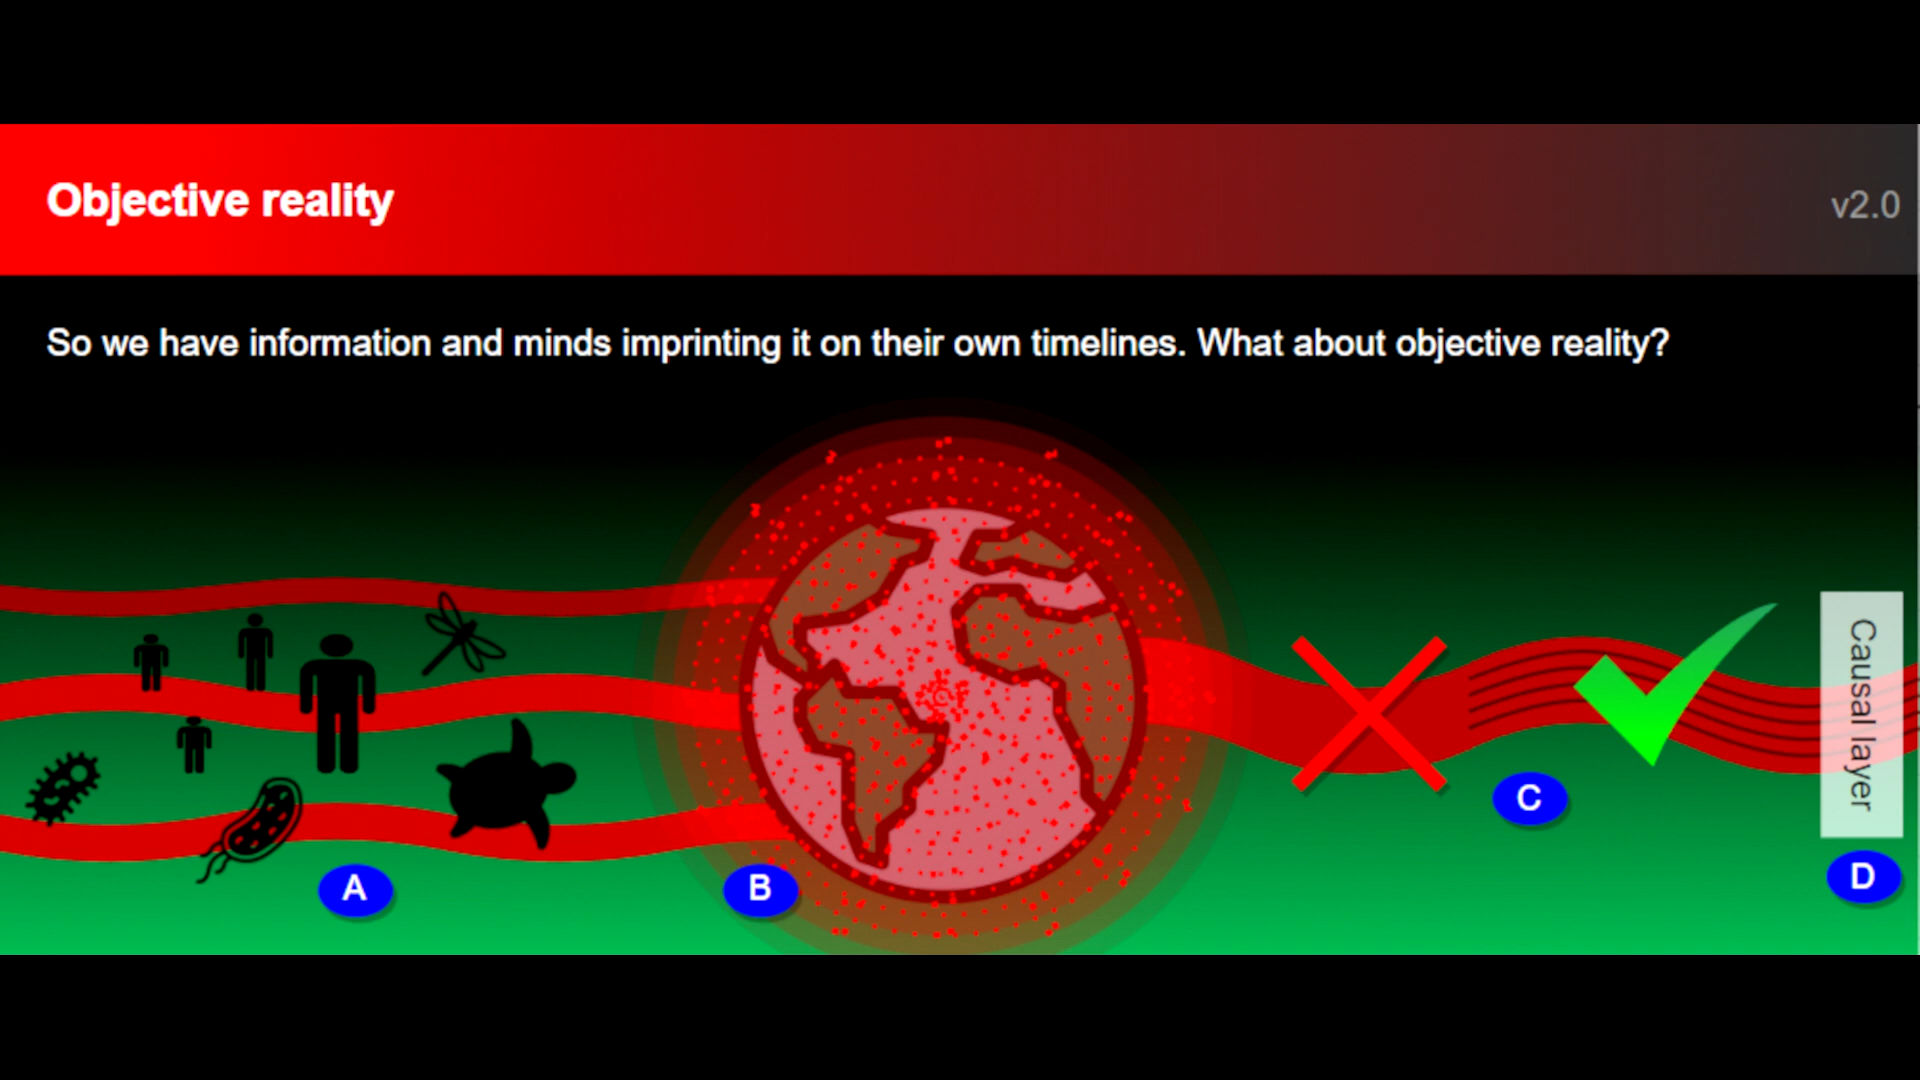 Objective reality
v2.0
So we have information and minds imprinting it on their own timelines. What about objective reality?
Causal layer
A
B
C
D